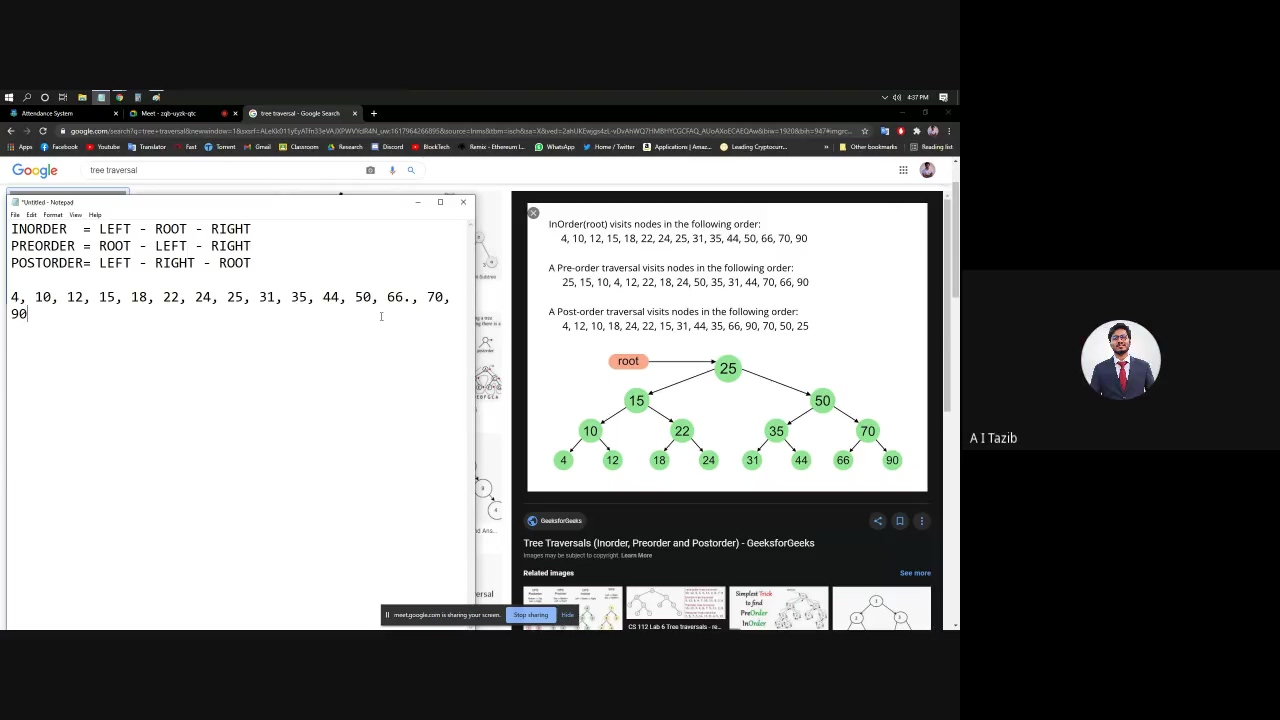 4:37 PM
Attendance System
Meet - zqb-uyzk-qtc
tree traversal - Google Search
Apps
Facebook
Youtube
Translator
Fast
Torrent
Gmail
Classroom
Research
Discord
BlockTech
Remix - Ethereum I...
WhatsApp
Home / Twitter
Applications | Amaz...
Leading Cryptocurr...
Other bookmarks
Reading list
Google
tree traversal
*Untitled - Notepad
File Edit Format View Help
INORDER = LEFT - ROOT - RIGHT
PREORDER = ROOT - LEFT - RIGHT
POSTORDER= LEFT - RIGHT - ROOT
4, 10, 12, 15, 18, 22, 24, 25, 31, 35, 44, 50, 66., 70,
90
InOrder(root) visits nodes in the following order:
4, 10, 12, 15, 18, 22, 24, 25, 31, 35, 44, 50, 66, 70, 90
A Pre-order traversal visits nodes in the following order:
25, 15, 10, 4, 12, 22, 18, 24, 50, 35, 31, 44, 70, 66, 90
A Post-order traversal visits nodes in the following order:
4, 12, 10, 18, 24, 22, 15, 31, 44, 35, 66, 90, 70, 50, 25
root
25
15 50
10 22 35 70
4 12 18 24 31 44 66 90
GeeksforGeeks
Tree Traversals (Inorder, Preorder and Postorder) - GeeksforGeeks
Images may be subject to copyright. Learn More
Related images
See more
Simplest Trick
to find
PreOrder
InOrder
CS 112 Lab 6 Tree traversals - re...
meet.google.com is sharing your screen.
Stop sharing
Hide
A I Tazib